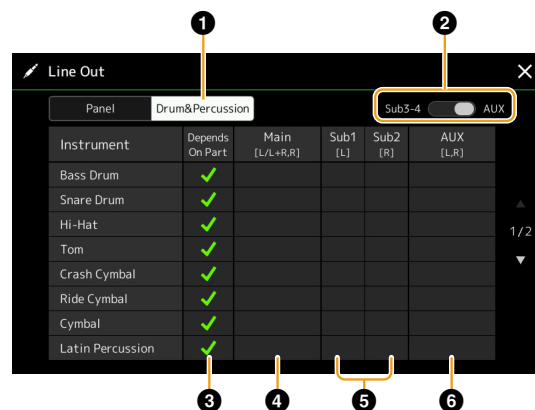 1 2
Line Out ×
Panel Drum&Percussion Sub3-4 AUX
Instrument Depends On Part Main [L/L+R,R] Sub1 [L] Sub2 [R] AUX [L,R]
Bass Drum ✓
Snare Drum ✓
Hi-Hat ✓
1/2
Tom ✓
Crash Cymbal ✓
Ride Cymbal ✓
Cymbal ✓
Latin Percussion ✓
3 4 5 6